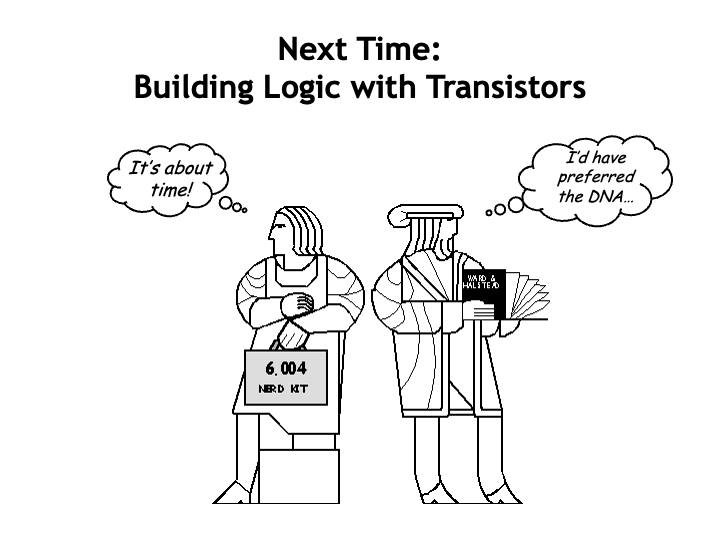 Next Time:
Building Logic with Transistors
It's about
time!
I'd have
preferred
the DNA...
WARD &
HALSTEAD
6.004
NERD KIT